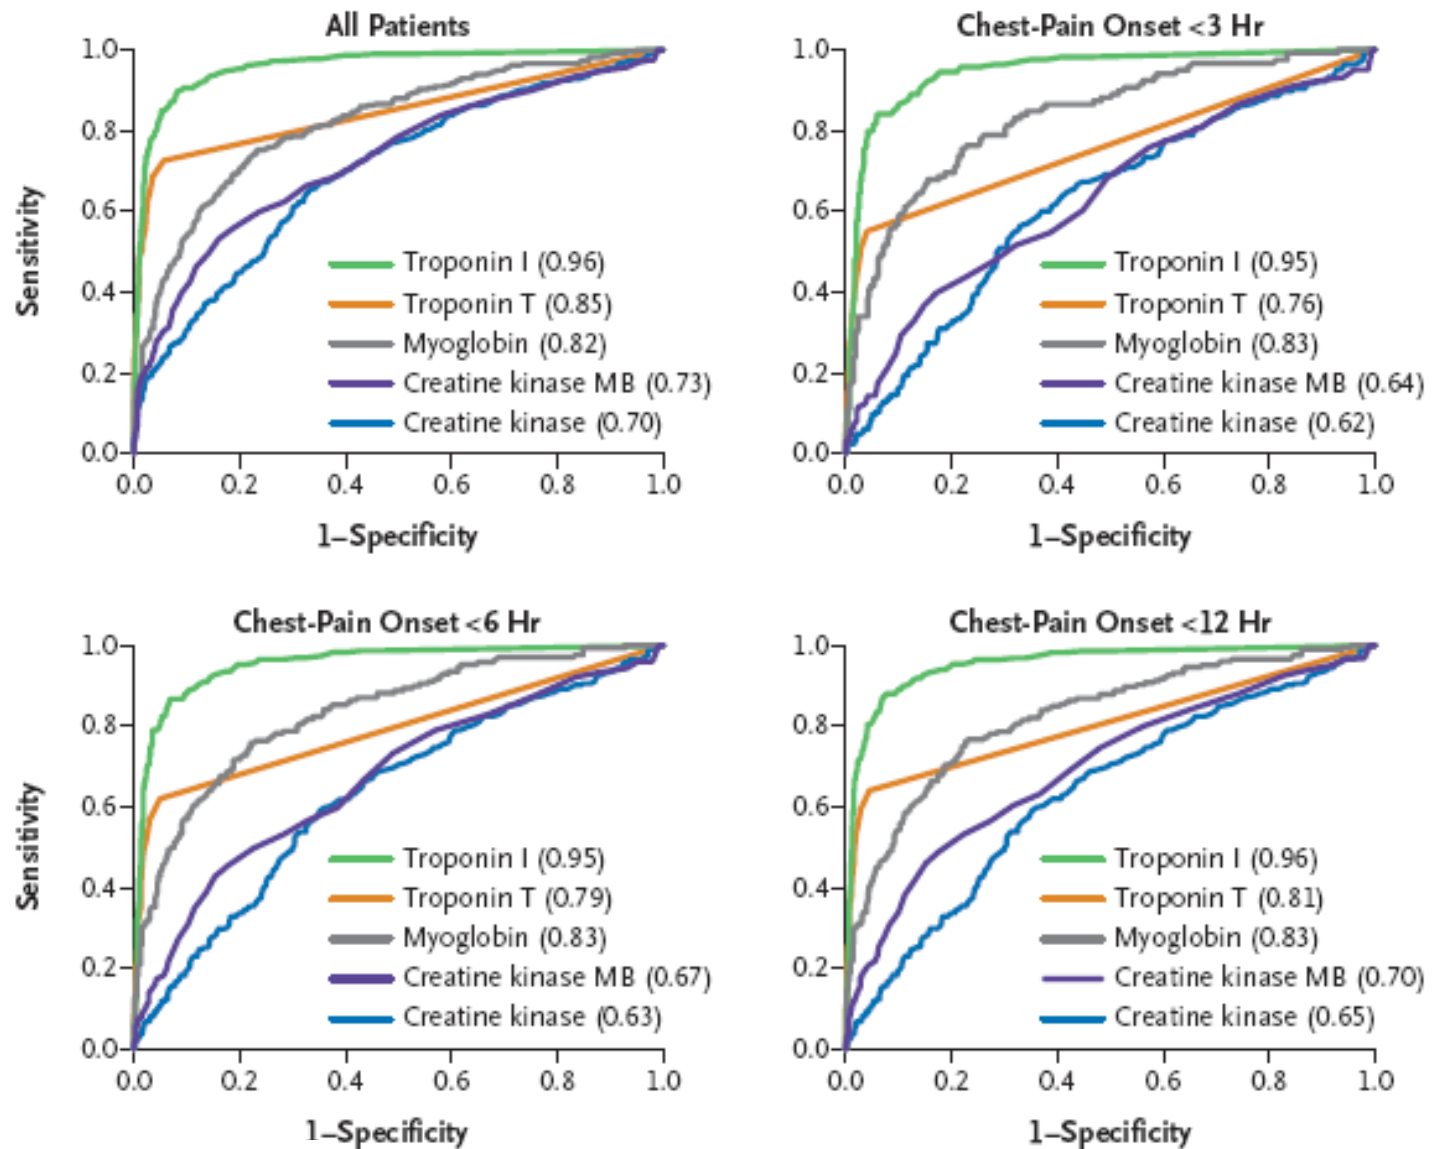 All Patients
Sensitivity
1.0
0.8
0.6
0.4
0.2
0.0
Troponin I (0.96)
Troponin T (0.85)
Myoglobin (0.82)
Creatine kinase MB (0.73)
Creatine kinase (0.70)
0.0 0.2 0.4 0.6 0.8 1.0
1–Specificity
Chest-Pain Onset <3 Hr
1.0
0.8
0.6
0.4
0.2
0.0
Troponin I (0.95)
Troponin T (0.76)
Myoglobin (0.83)
Creatine kinase MB (0.64)
Creatine kinase (0.62)
0.0 0.2 0.4 0.6 0.8 1.0
1–Specificity
Chest-Pain Onset <6 Hr
Sensitivity
1.0
0.8
0.6
0.4
0.2
0.0
Troponin I (0.95)
Troponin T (0.79)
Myoglobin (0.83)
Creatine kinase MB (0.67)
Creatine kinase (0.63)
0.0 0.2 0.4 0.6 0.8 1.0
1–Specificity
Chest-Pain Onset <12 Hr
1.0
0.8
0.6
0.4
0.2
0.0
Troponin I (0.96)
Troponin T (0.81)
Myoglobin (0.83)
Creatine kinase MB (0.70)
Creatine kinase (0.65)
0.0 0.2 0.4 0.6 0.8 1.0
1–Specificity